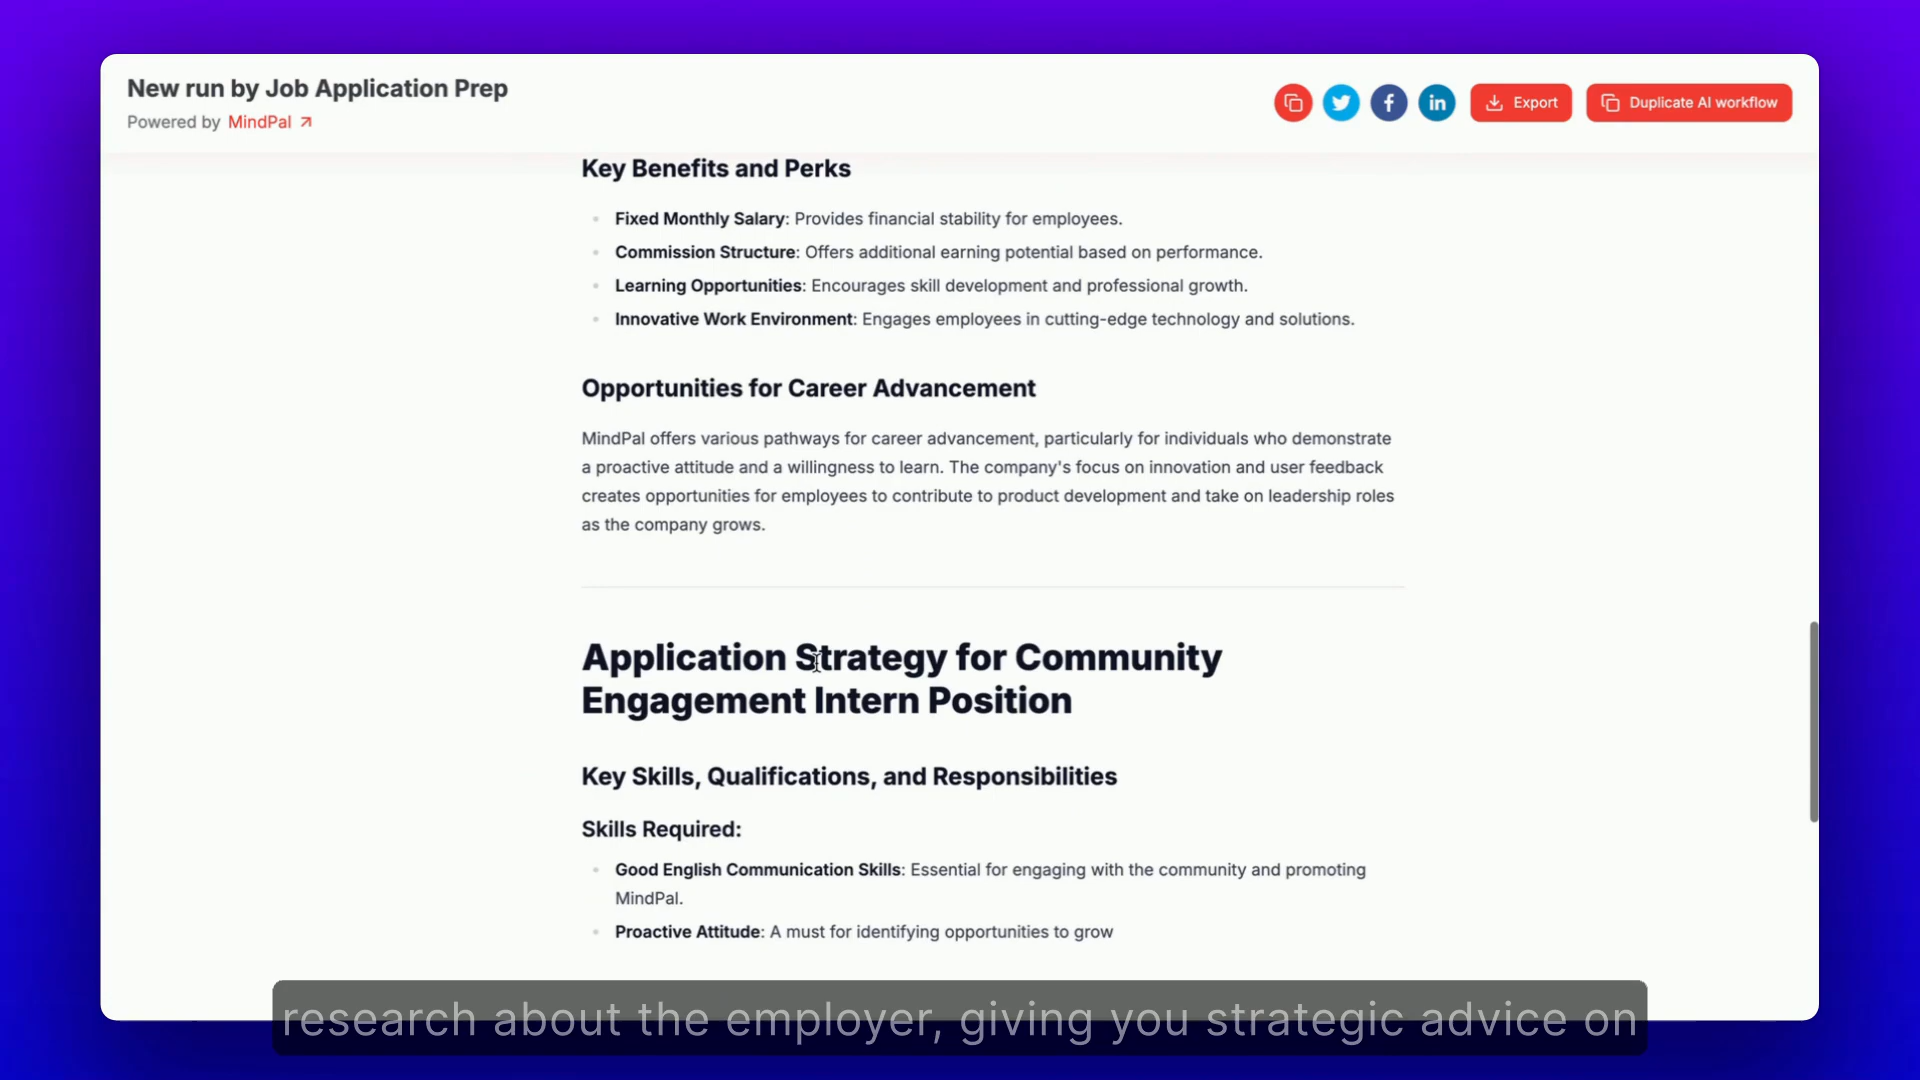 New run by Job Application Prep
Powered by MindPal
Export
Duplicate AI workflow
Key Benefits and Perks
Fixed Monthly Salary: Provides financial stability for employees.
Commission Structure: Offers additional earning potential based on performance.
Learning Opportunities: Encourages skill development and professional growth.
Innovative Work Environment: Engages employees in cutting-edge technology and solutions.
Opportunities for Career Advancement
MindPal offers various pathways for career advancement, particularly for individuals who demonstrate
a proactive attitude and a willingness to learn. The company's focus on innovation and user feedback
creates opportunities for employees to contribute to product development and take on leadership roles
as the company grows.
Application Strategy for Community
Engagement Intern Position
Key Skills, Qualifications, and Responsibilities
Skills Required:
Good English Communication Skills: Essential for engaging with the community and promoting
MindPal.
Proactive Attitude: A must for identifying opportunities to grow
research about the employer, giving you strategic advice on